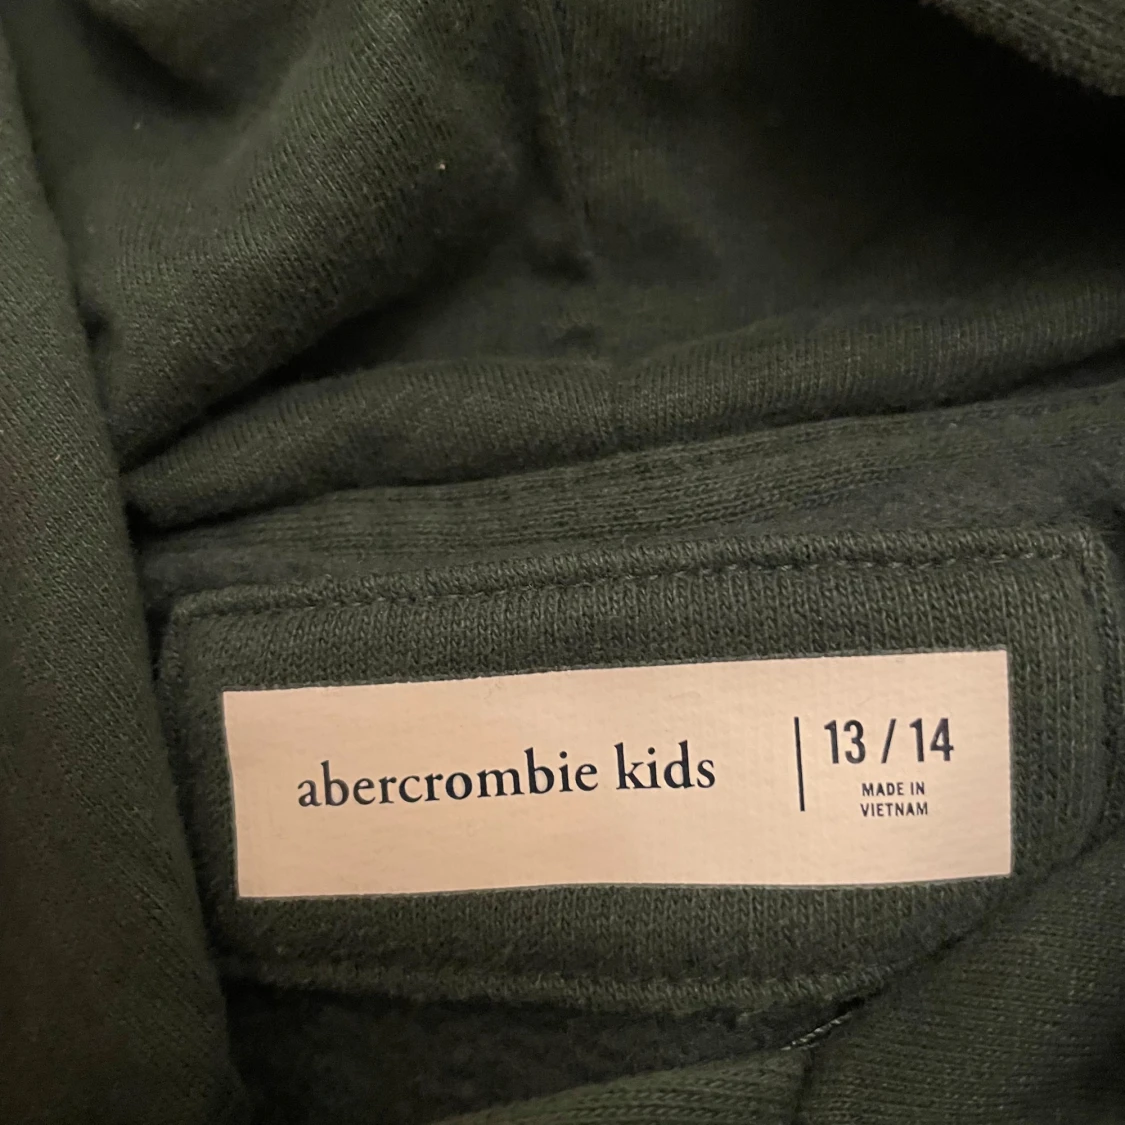 abercrombie kids
13 / 14
MADE IN
VIETNAM